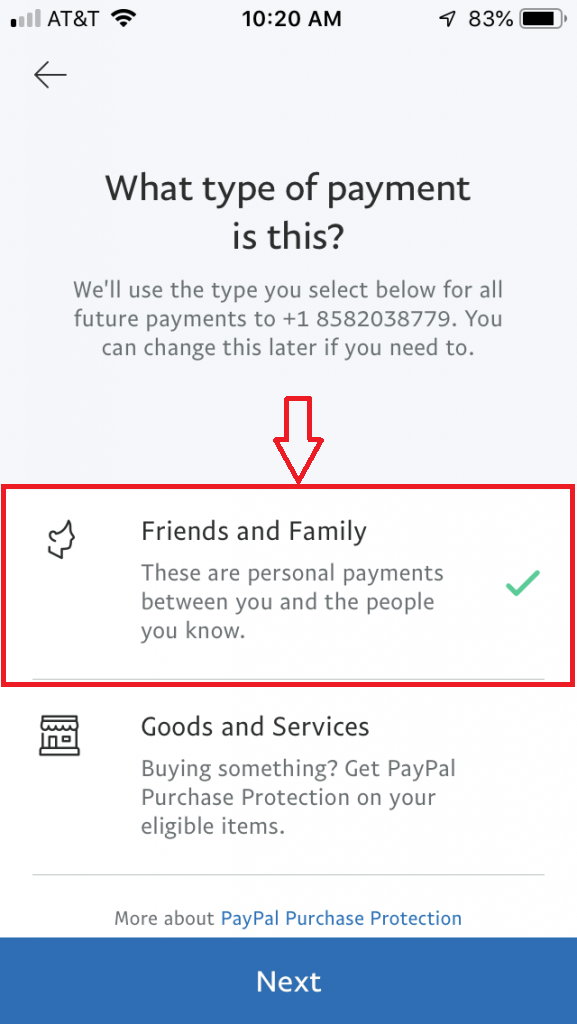 AT&T 10:20 AM 83%
What type of payment
is this?
We'll use the type you select below for all
future payments to +1 8582038779. You
can change this later if you need to.
Friends and Family
These are personal payments
between you and the people
you know.
Goods and Services
Buying something? Get PayPal
Purchase Protection on your
eligible items.
More about PayPal Purchase Protection
Next